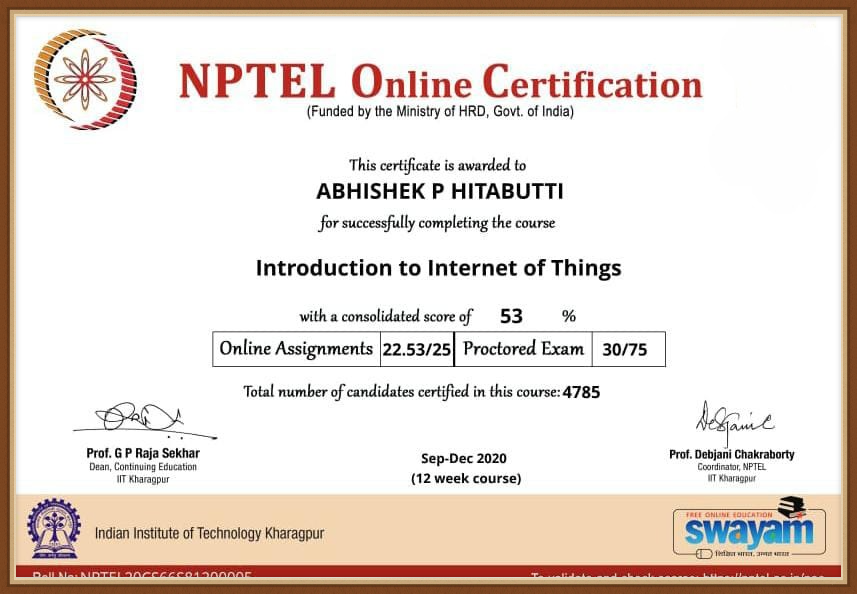 NPTEL Online Certification
(Funded by the Ministry of HRD, Govt. of India)
This certificate is awarded to
ABHISHEK P HITABUTTI
for successfully completing the course
Introduction to Internet of Things
with a consolidated score of 53 %
Online Assignments 22.53/25 Proctored Exam 30/75
Total number of candidates certified in this course: 4785
Prof. G P Raja Sekhar
Dean, Continuing Education
IIT Kharagpur
Sep-Dec 2020
(12 week course)
Prof. Debjani Chakraborty
Coordinator, NPTEL
IIT Kharagpur
Indian Institute of Technology Kharagpur
FREE ONLINE EDUCATION
swayam
शिक्षित भारत, उन्नत भारत
Roll No: 
To validate and check scores: https://nptel.ac.in/noc